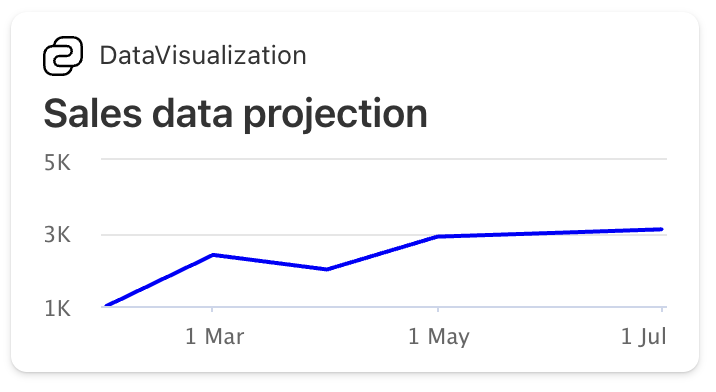 DataVisualization
Sales data projection
5K
3K
1K
1 Mar 1 May 1 Jul